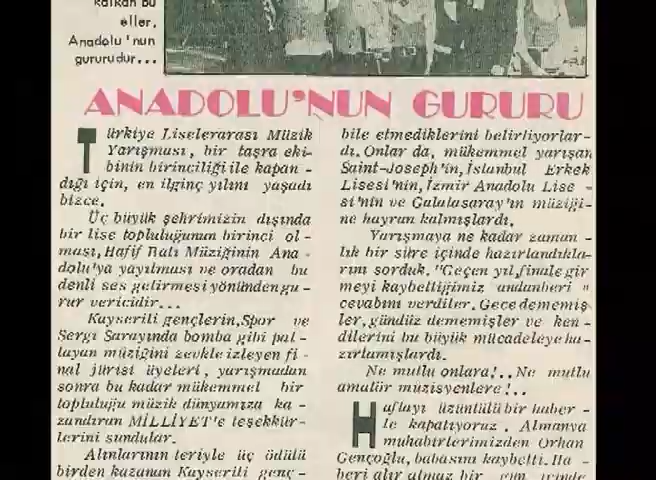 kalkan bu
eller,
Anadolu'nun
gururudur...
ANADOLU'NUN GURURU
Türkiye Liselerarası Müzik
Yarışması, bir taşra eki-
binin birinciliği ile kapan-
dığı için, en ilginç yılını yaşadı
bizce.
Üç büyük şehrimizin dışında
bir lise topluluğunun birinci ol-
ması, Hafif Batı Müziğinin Ana-
dolu'ya yayılması ve oradan bu
denli ses getirmesi yönünden gu-
rur vericidir...
Kayserili gençlerin, Spor ve
Sergi Sarayında bomba gibi pat-
layan müziğini zevkle izleyen fi-
nal jürisi üyeleri, yarışmadan
sonra bu kadar mükemmel bir
topluluğu müzik dünyamıza ka-
zandıran MİLLİYET'e teşekkür-
lerini sundular.
Alınlarının teriyle üç ödülü
birden kazanan Kayserili genç-
bile etmediklerini belirtiyorlar-
dı. Onlar da, mükemmel yarışan
Saint-Joseph'in, İstanbul Erkek
Lisesi'nin, İzmir Anadolu Lise-
si'nin ve Galatasaray'ın müziği-
ne hayran kalmışlardı.
Yarışmaya ne kadar zaman-
lık bir süre içinde hazırlandıkla-
rını sorduk. "Geçen yıl, finale gir
meyi kaybettiğimiz andanberi"
cevabını verdiler. Gece dememiş
ler, gündüz dememişler ve ken-
dilerini bu büyük mücadeleye ha-
zırlamışlardı.
Ne mutlu onlara!.. Ne mutlu
amatör müzisyenlere!...
Haftayı üzüntülü bir haber-
le kapatıyoruz. Almanya
muhabirlerimizden Orhan
Gençoğlu, babasını kaybetti. Ha-
beri alır almaz bir gün içinde